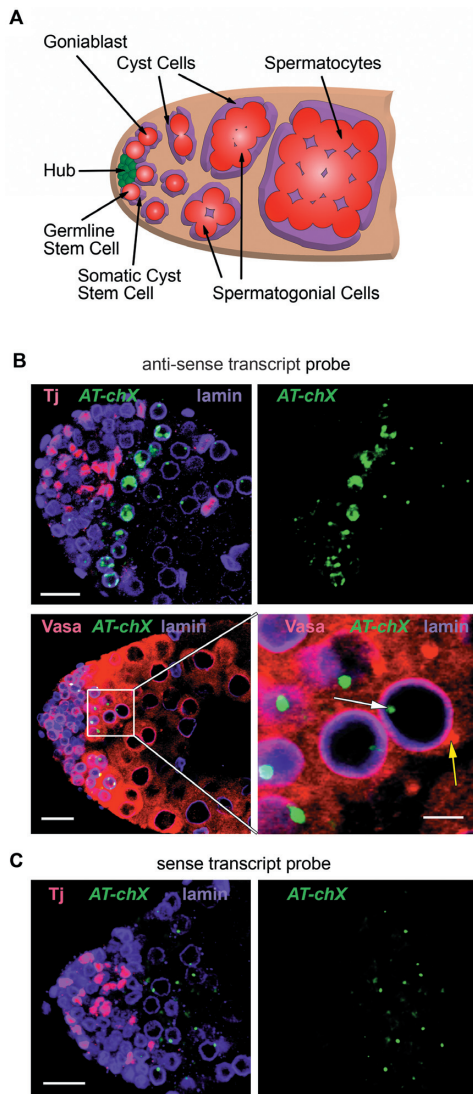 A
Goniablast
Cyst Cells
Spermatocytes
Hub
Germline
Stem Cell
Somatic Cyst
Stem Cell
Spermatogonial Cells
B
anti-sense transcript probe
Tj AT-chX lamin
AT-chX
Vasa AT-chX lamin
Vasa AT-chX lamin
C
sense transcript probe
Tj AT-chX lamin
AT-chX